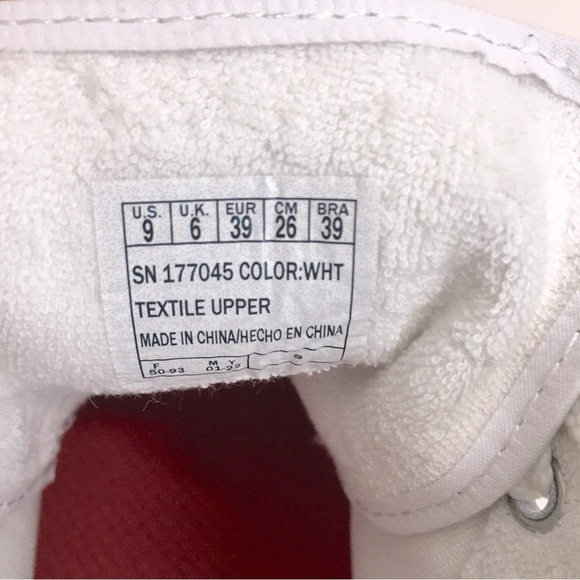 U.S. U.K. EUR CM BRA
9 6 39 26 39
SN 177045 COLOR:WHT
TEXTILE UPPER
MADE IN CHINA/HECHO EN CHINA
F M Y
50-93 01-22